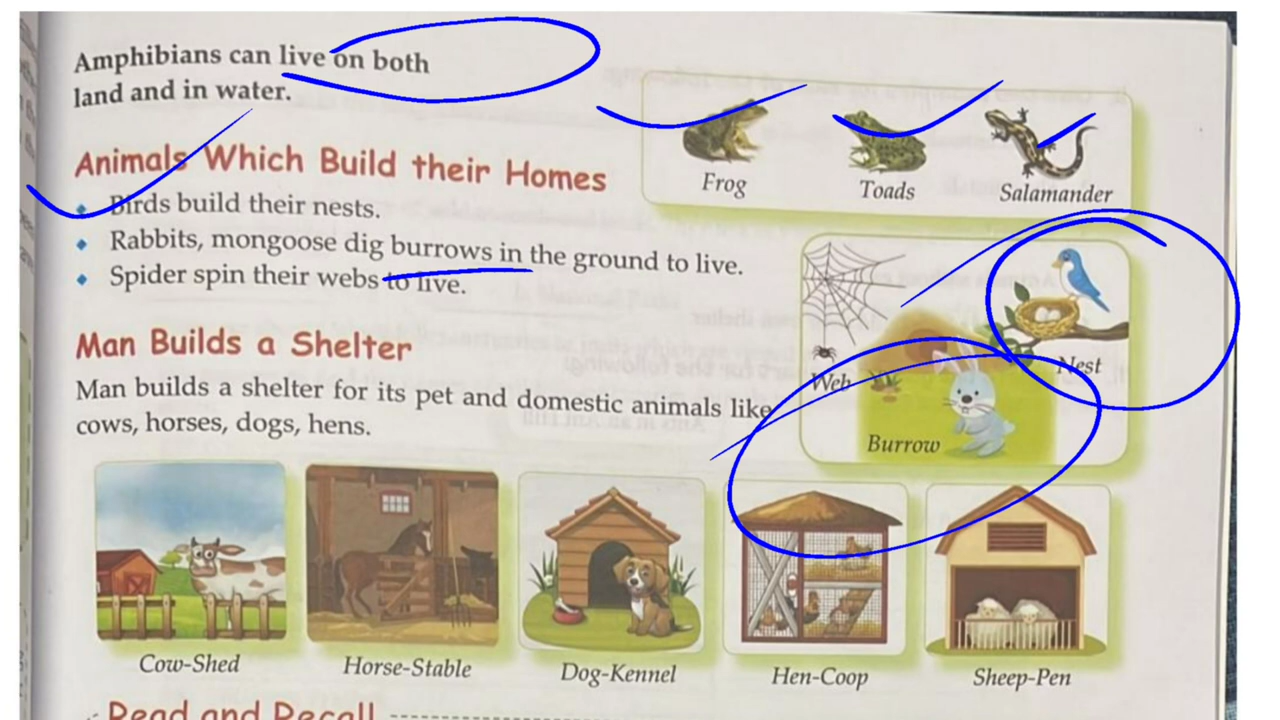 Amphibians can live on both
land and in water.
Frog
Toads
Salamander
Animals Which Build their Homes
Birds build their nests.
Rabbits, mongoose dig burrows in the ground to live.
Spider spin their webs to live.
Web
Nest
Burrow
Man Builds a Shelter
Man builds a shelter for its pet and domestic animals like
cows, horses, dogs, hens.
Cow-Shed
Horse-Stable
Dog-Kennel
Hen-Coop
Sheep-Pen
Read and Recall